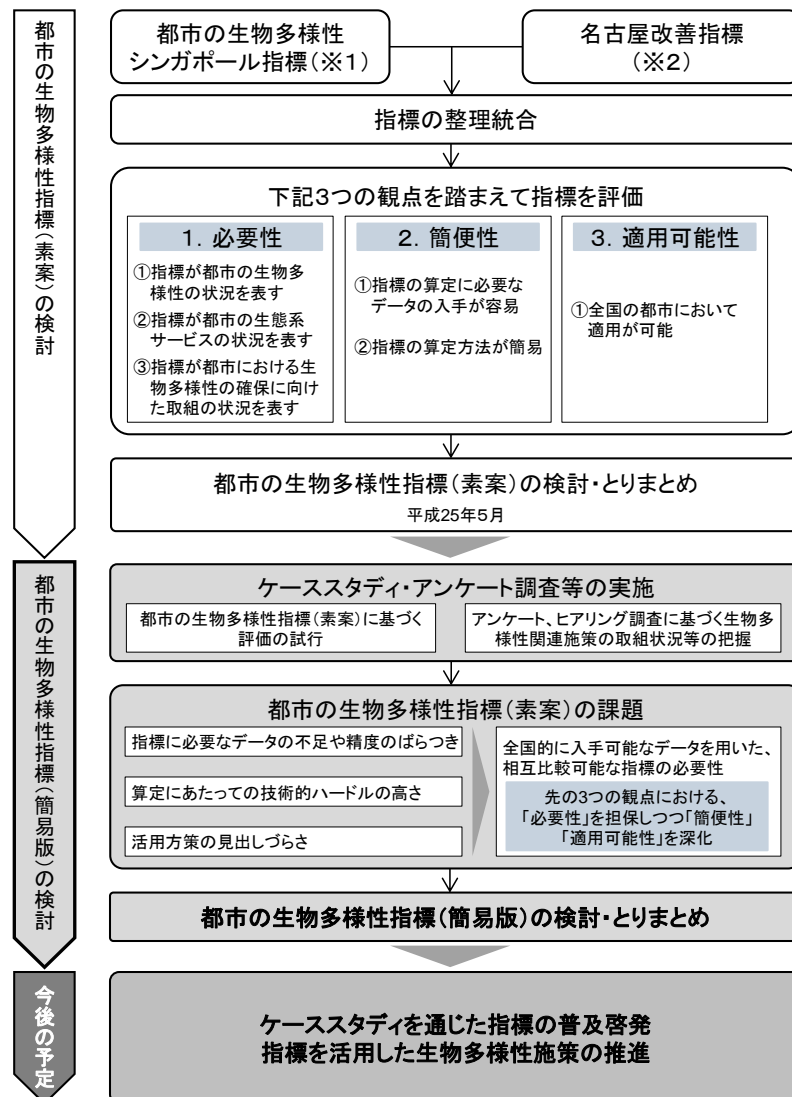 都市の生物多様性指標（素案）の検討
都市の生物多様性
シンガポール指標（※1）
名古屋改善指標
（※2）
指標の整理統合
下記3つの観点を踏まえて指標を評価
1．必要性
①指標が都市の生物多
様性の状況を表す
②指標が都市の生態系
サービスの状況を表す
③指標が都市における生
物多様性の確保に向け
た取組の状況を表す
2．簡便性
①指標の算定に必要な
データの入手が容易
②指標の算定方法が簡易
3．適用可能性
①全国の都市において
適用が可能
都市の生物多様性指標（素案）の検討・とりまとめ
平成25年5月
都市の生物多様性指標（簡易版）の検討
ケーススタディ・アンケート調査等の実施
都市の生物多様性指標（素案）に基づく
評価の試行
アンケート、ヒアリング調査に基づく生物多
様性関連施策の取組状況等の把握
都市の生物多様性指標（素案）の課題
指標に必要なデータの不足や精度のばらつき
算定にあたっての技術的ハードルの高さ
活用方策の見出しづらさ
全国的に入手可能なデータを用いた、
相互比較可能な指標の必要性
先の3つの観点における、
「必要性」を担保しつつ「簡便性」
「適用可能性」を深化
都市の生物多様性指標（簡易版）の検討・とりまとめ
今後の予定
ケーススタディを通じた指標の普及啓発
指標を活用した生物多様性施策の推進